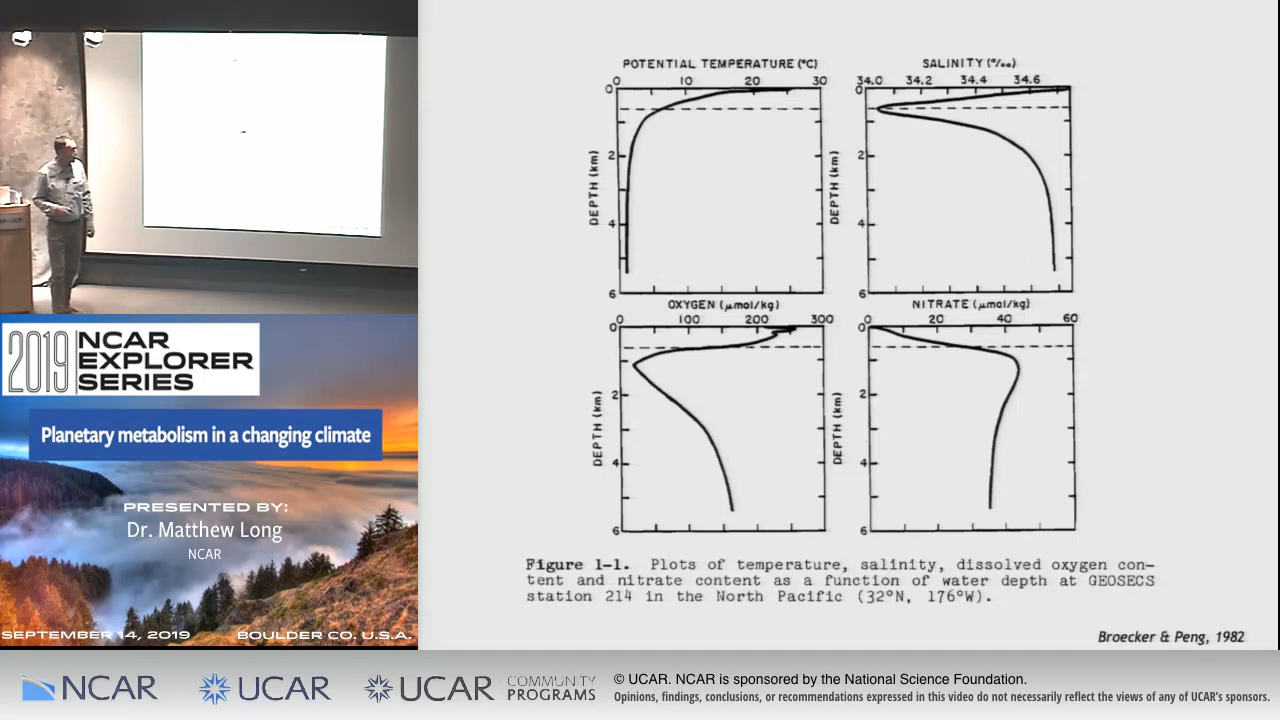 2019
NCAR
EXPLORER
SERIES
Planetary metabolism in a changing climate
PRESENTED BY:
Dr. Matthew Long
NCAR
SEPTEMBER 14, 2019 BOULDER CO. U.S.A.
POTENTIAL TEMPERATURE (°C)
0 10 20 30
0
2
4
6
DEPTH (km)
SALINITY (°/₀₀)
34.0 34.2 34.4 34.6
0
2
4
6
DEPTH (km)
OXYGEN (μmol/kg)
0 100 200 300
0
2
4
6
DEPTH (km)
NITRATE (μmol/kg)
0 20 40 60
0
2
4
6
DEPTH (km)
Figure 1-1. Plots of temperature, salinity, dissolved oxygen con-
tent and nitrate content as a function of water depth at GEOSECS
station 214 in the North Pacific (32°N, 176°W).
Broecker & Peng, 1982
NCAR UCAR UCAR COMMUNITY
PROGRAMS
© UCAR. NCAR is sponsored by the National Science Foundation.
Opinions, findings, conclusions, or recommendations expressed in this video do not necessarily reflect the views of any of UCAR's sponsors.